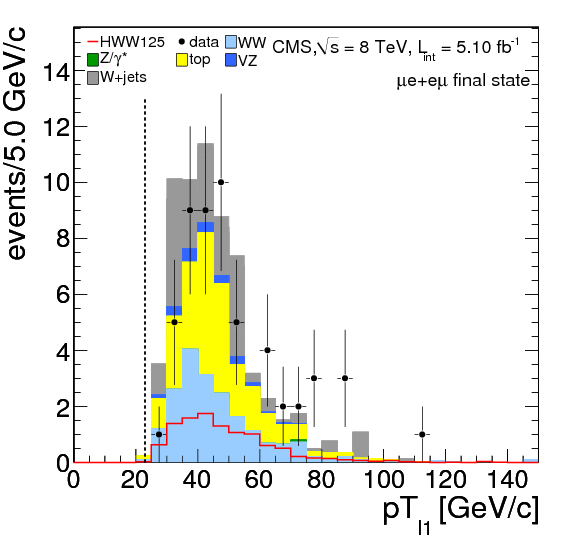 HWW125 data WW CMS,√s = 8 TeV, L_int = 5.10 fb⁻¹
Z/γ* top VZ
W+jets μe+eμ final state
events/5.0 GeV/c
14
12
10
8
6
4
2
0
0 20 40 60 80 100 120 140
pT_l1 [GeV/c]